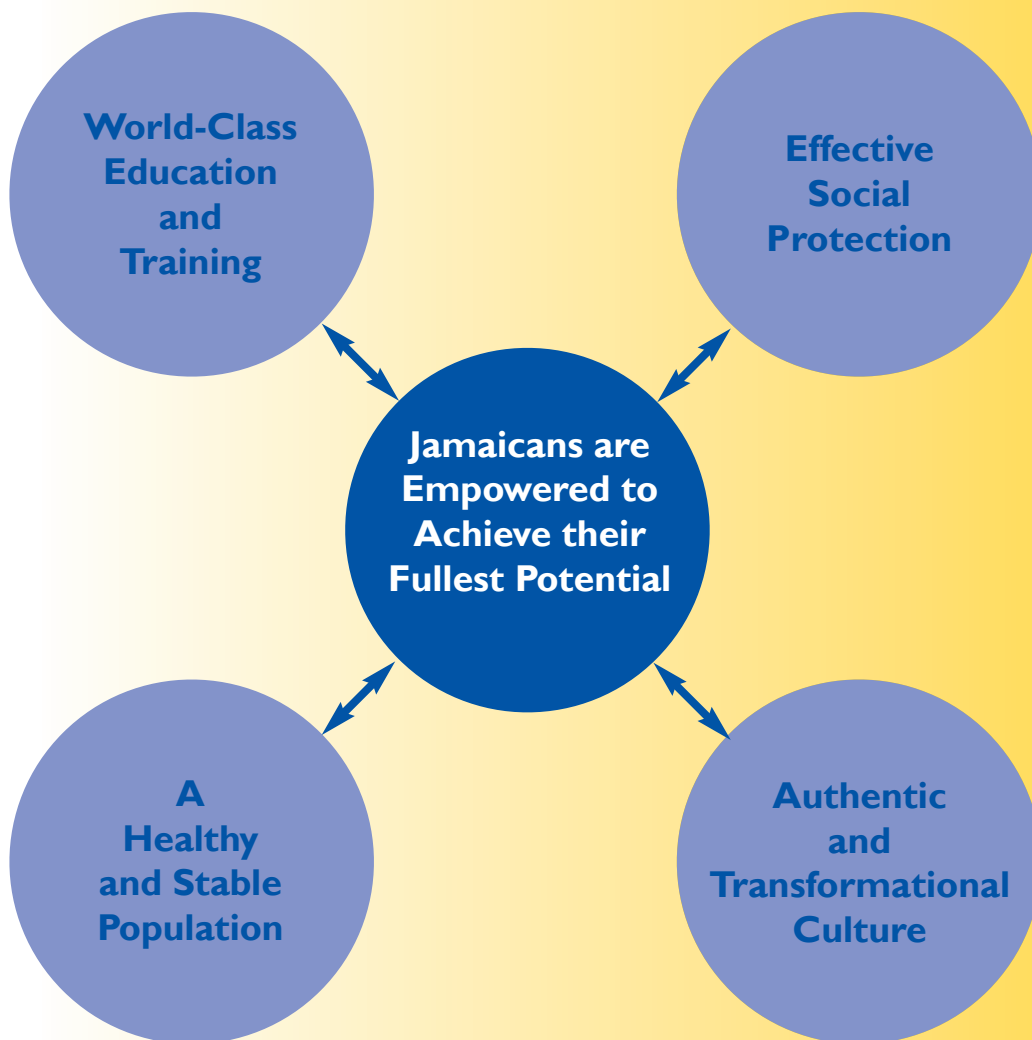 World-Class
Education
and
Training
Effective
Social
Protection
Jamaicans are
Empowered to
Achieve their
Fullest Potential
A
Healthy
and Stable
Population
Authentic
and
Transformational
Culture